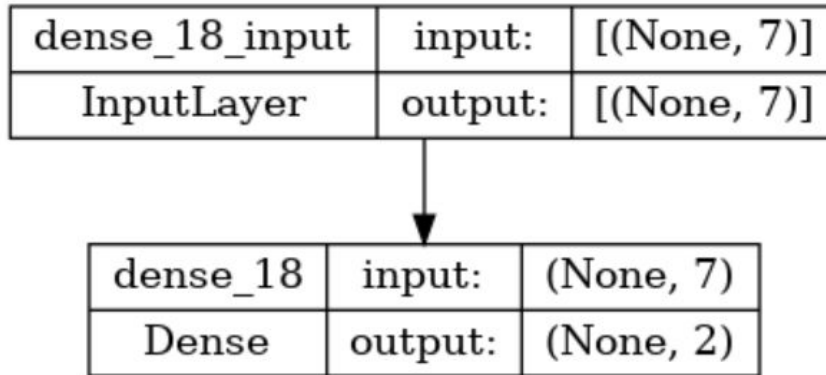 dense_18_input input: [(None, 7)]
InputLayer output: [(None, 7)]
dense_18 input: (None, 7)
Dense output: (None, 2)